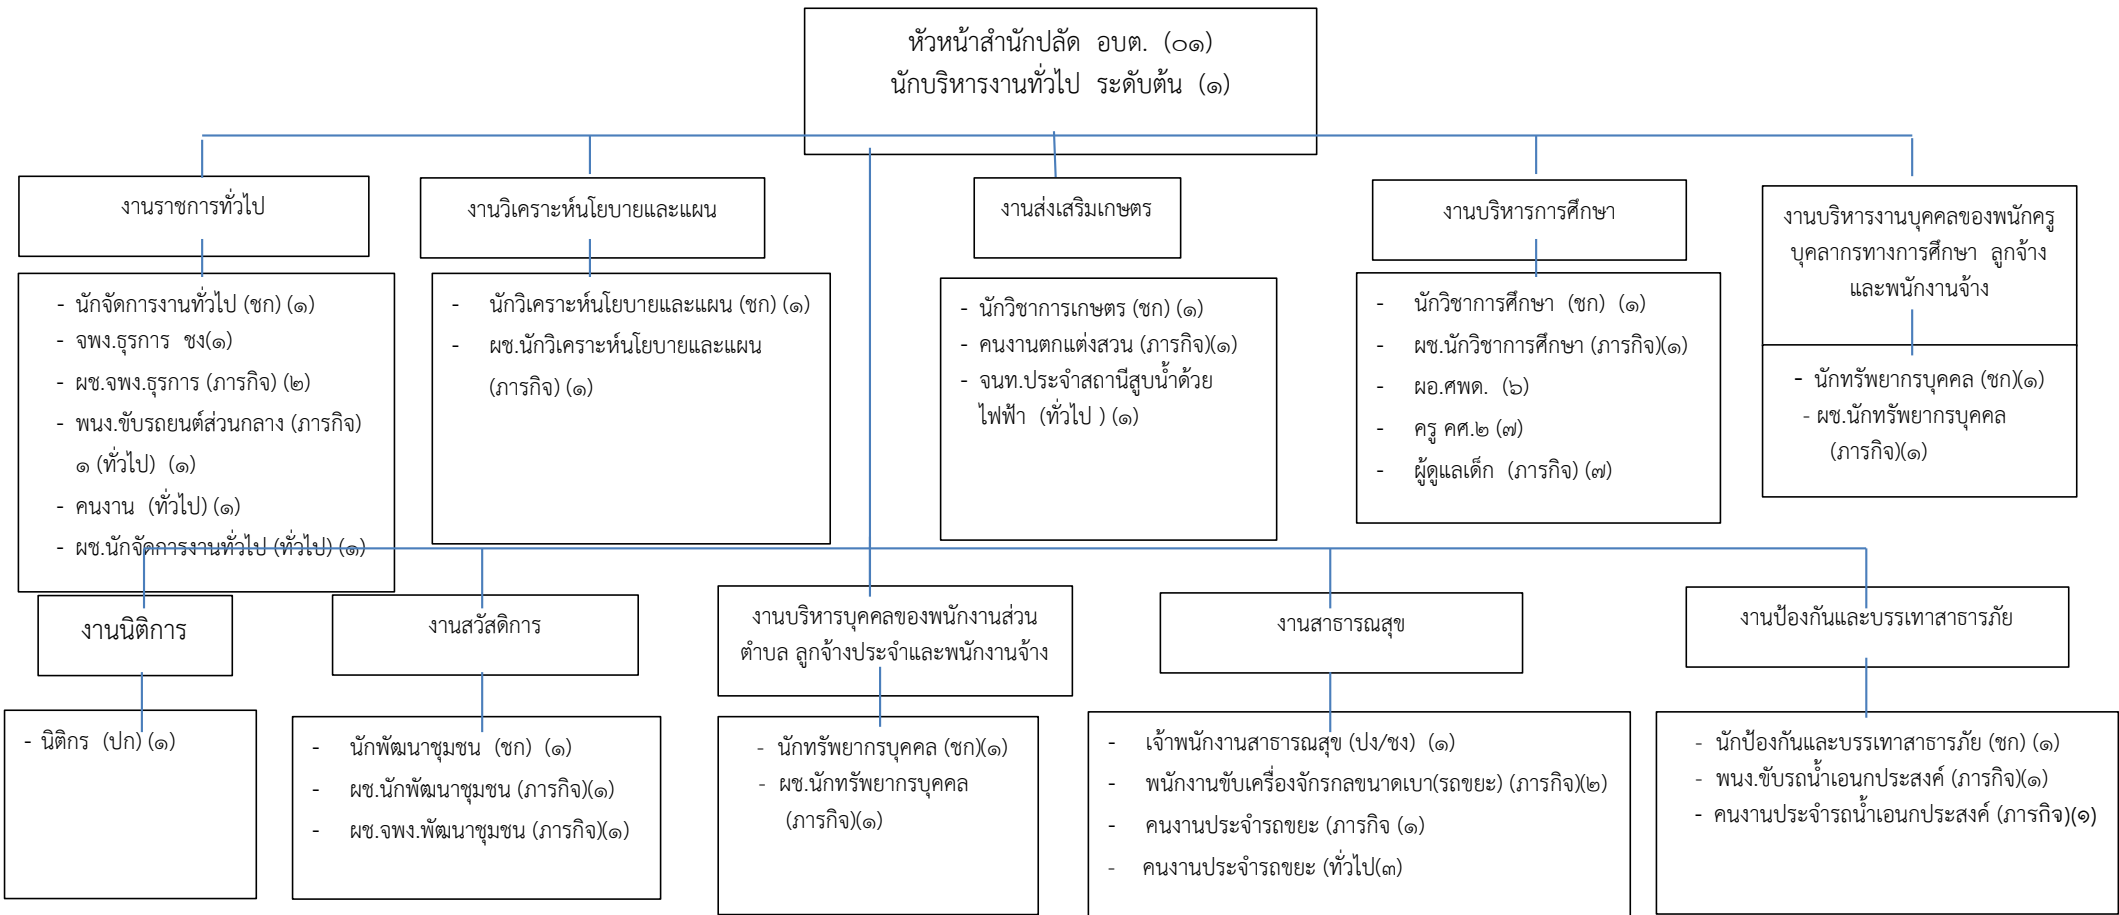 หัวหน้าสำนักปลัด อบต. (๐๑)
นักบริหารงานทั่วไป ระดับต้น (๑)
งานราชการทั่วไป
- นักจัดการงานทั่วไป (ชก) (๑)
- จพง.ธุรการ ชง(๑)
- ผช.จพง.ธุรการ (ภารกิจ) (๒)
- พนง.ขับรถยนต์ส่วนกลาง (ภารกิจ)
๑ (ทั่วไป) (๑)
- คนงาน (ทั่วไป) (๑)
- ผช.นักจัดการงานทั่วไป (ทั่วไป) (๑)
งานวิเคราะห์นโยบายและแผน
- นักวิเคราะห์นโยบายและแผน (ชก) (๑)
- ผช.นักวิเคราะห์นโยบายและแผน
(ภารกิจ) (๑)
งานส่งเสริมเกษตร
- นักวิชาการเกษตร (ชก) (๑)
- คนงานตกแต่งสวน (ภารกิจ)(๑)
- จนท.ประจำสถานีสูบน้ำด้วย
ไฟฟ้า (ทั่วไป ) (๑)
งานบริหารการศึกษา
- นักวิชาการศึกษา (ชก) (๑)
- ผช.นักวิชาการศึกษา (ภารกิจ)(๑)
- ผอ.ศพด. (๖)
- ครู คศ.๒ (๗)
- ผู้ดูแลเด็ก (ภารกิจ) (๗)
งานบริหารงานบุคคลของพนักครู
บุคลากรทางการศึกษา ลูกจ้าง
และพนักงานจ้าง
- นักทรัพยากรบุคคล (ชก)(๑)
- ผช.นักทรัพยากรบุคคล
(ภารกิจ)(๑)
งานนิติการ
- นิติกร (ปก) (๑)
งานสวัสดิการ
- นักพัฒนาชุมชน (ชก) (๑)
- ผช.นักพัฒนาชุมชน (ภารกิจ)(๑)
- ผช.จพง.พัฒนาชุมชน (ภารกิจ)(๑)
งานบริหารบุคคลของพนักงานส่วน
ตำบล ลูกจ้างประจำและพนักงานจ้าง
- นักทรัพยากรบุคคล (ชก)(๑)
- ผช.นักทรัพยากรบุคคล
(ภารกิจ)(๑)
งานสาธารณสุข
- เจ้าพนักงานสาธารณสุข (ปง/ชง) (๑)
- พนักงานขับเครื่องจักรกลขนาดเบา(รถขยะ) (ภารกิจ)(๒)
- คนงานประจำรถขยะ (ภารกิจ (๑)
- คนงานประจำรถขยะ (ทั่วไป(๓)
งานป้องกันและบรรเทาสาธารภัย
- นักป้องกันและบรรเทาสาธารภัย (ชก) (๑)
- พนง.ขับรถน้ำเอนกประสงค์ (ภารกิจ)(๑)
- คนงานประจำรถน้ำเอนกประสงค์ (ภารกิจ)(๑)